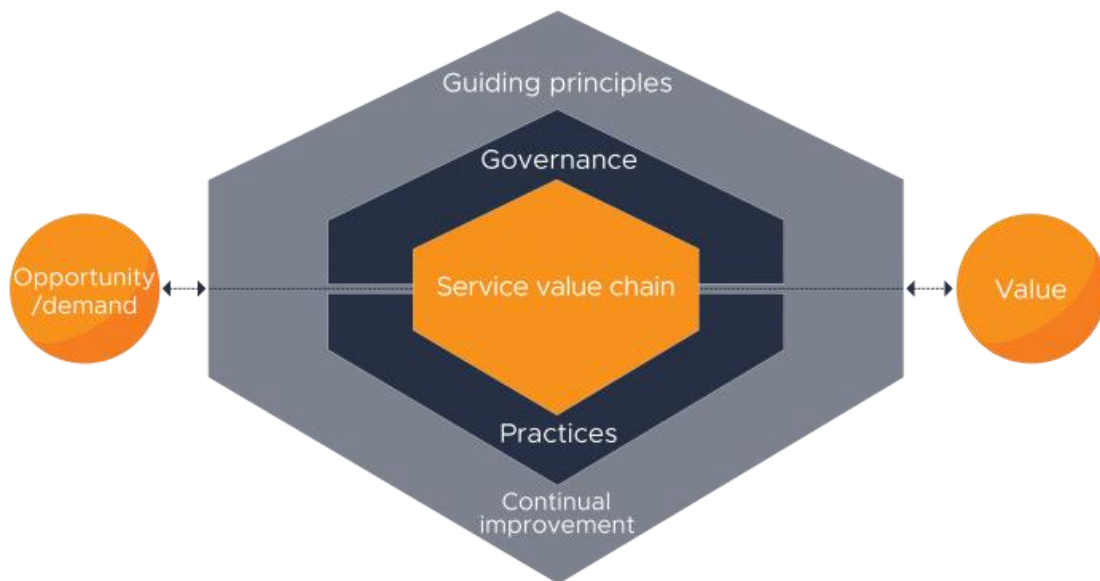 Guiding principles
Governance
Opportunity
/demand
Service value chain
Value
Practices
Continual
improvement